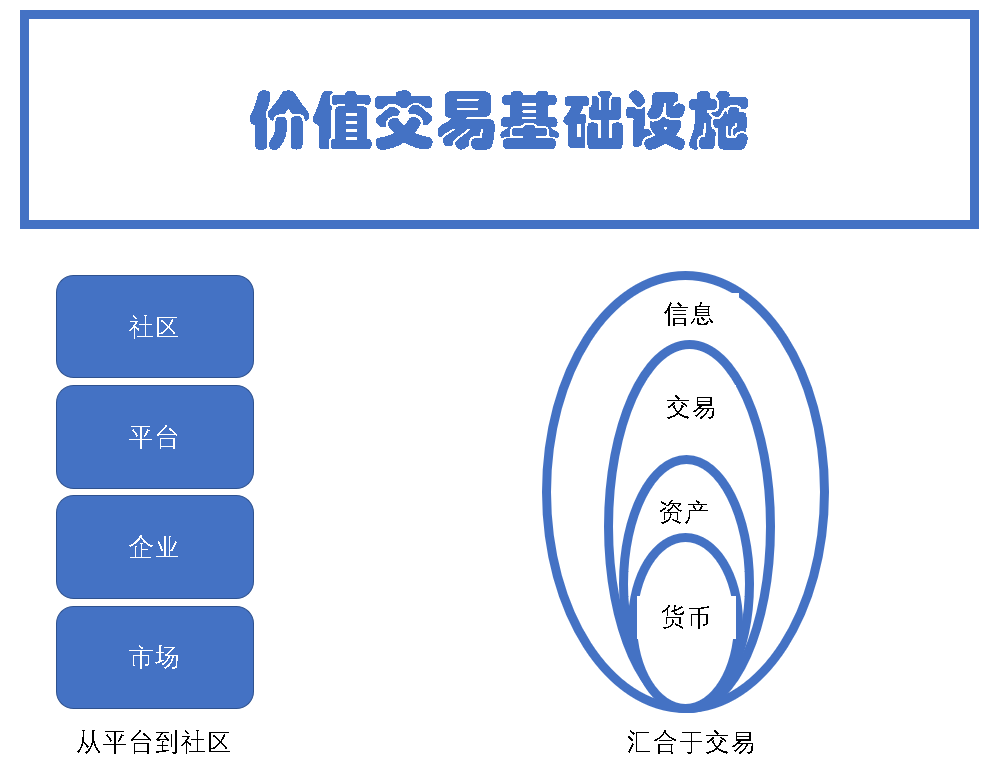 价值交易基础设施
社区
平台
企业
市场
从平台到社区
信息
交易
资产
货币
汇合于交易